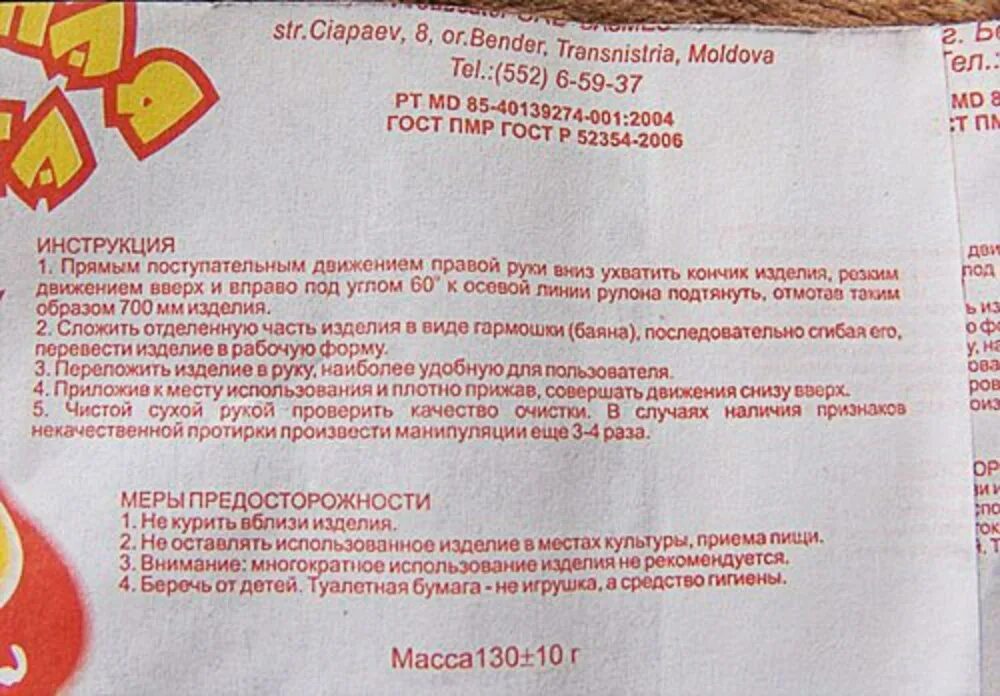 str.Ciapaev, 8, or.Bender, Transnistria, Moldova
Tel.:(552) 6-59-37
РТ MD 85-40139274-001:2004
ГОСТ ПМР ГОСТ Р 52354-2006
ИНСТРУКЦИЯ
1. Прямым поступательным движением правой руки вниз ухватить кончик изделия, резким
движением вверх и вправо под углом 60° к осевой линии рулона подтянуть, отмотав таким
образом 700 мм изделия.
2. Сложить отделенную часть изделия в виде гармошки (баяна), последовательно сгибая его,
перевести изделие в рабочую форму.
3. Переложить изделие в руку, наиболее удобную для пользователя.
4. Приложив к месту использования и плотно прижав, совершать движения снизу вверх.
5. Чистой сухой рукой проверить качество очистки. В случаях наличия признаков
некачественной протирки произвести манипуляции еще 3-4 раза.
МЕРЫ ПРЕДОСТОРОЖНОСТИ
1. Не курить вблизи изделия.
2. Не оставлять использованное изделие в местах культуры, приема пищи.
3. Внимание: многократное использование изделия не рекомендуется.
4. Беречь от детей. Туалетная бумага - не игрушка, а средство гигиены.
Масса130±10 г